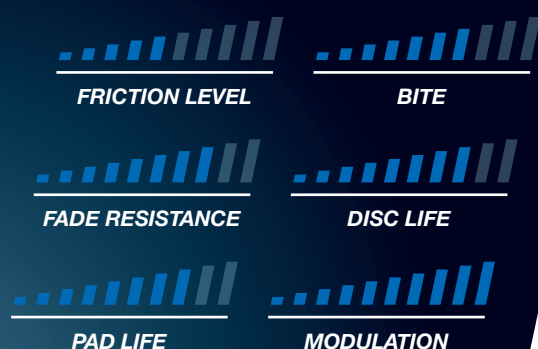 FRICTION LEVEL
BITE
FADE RESISTANCE
DISC LIFE
PAD LIFE
MODULATION